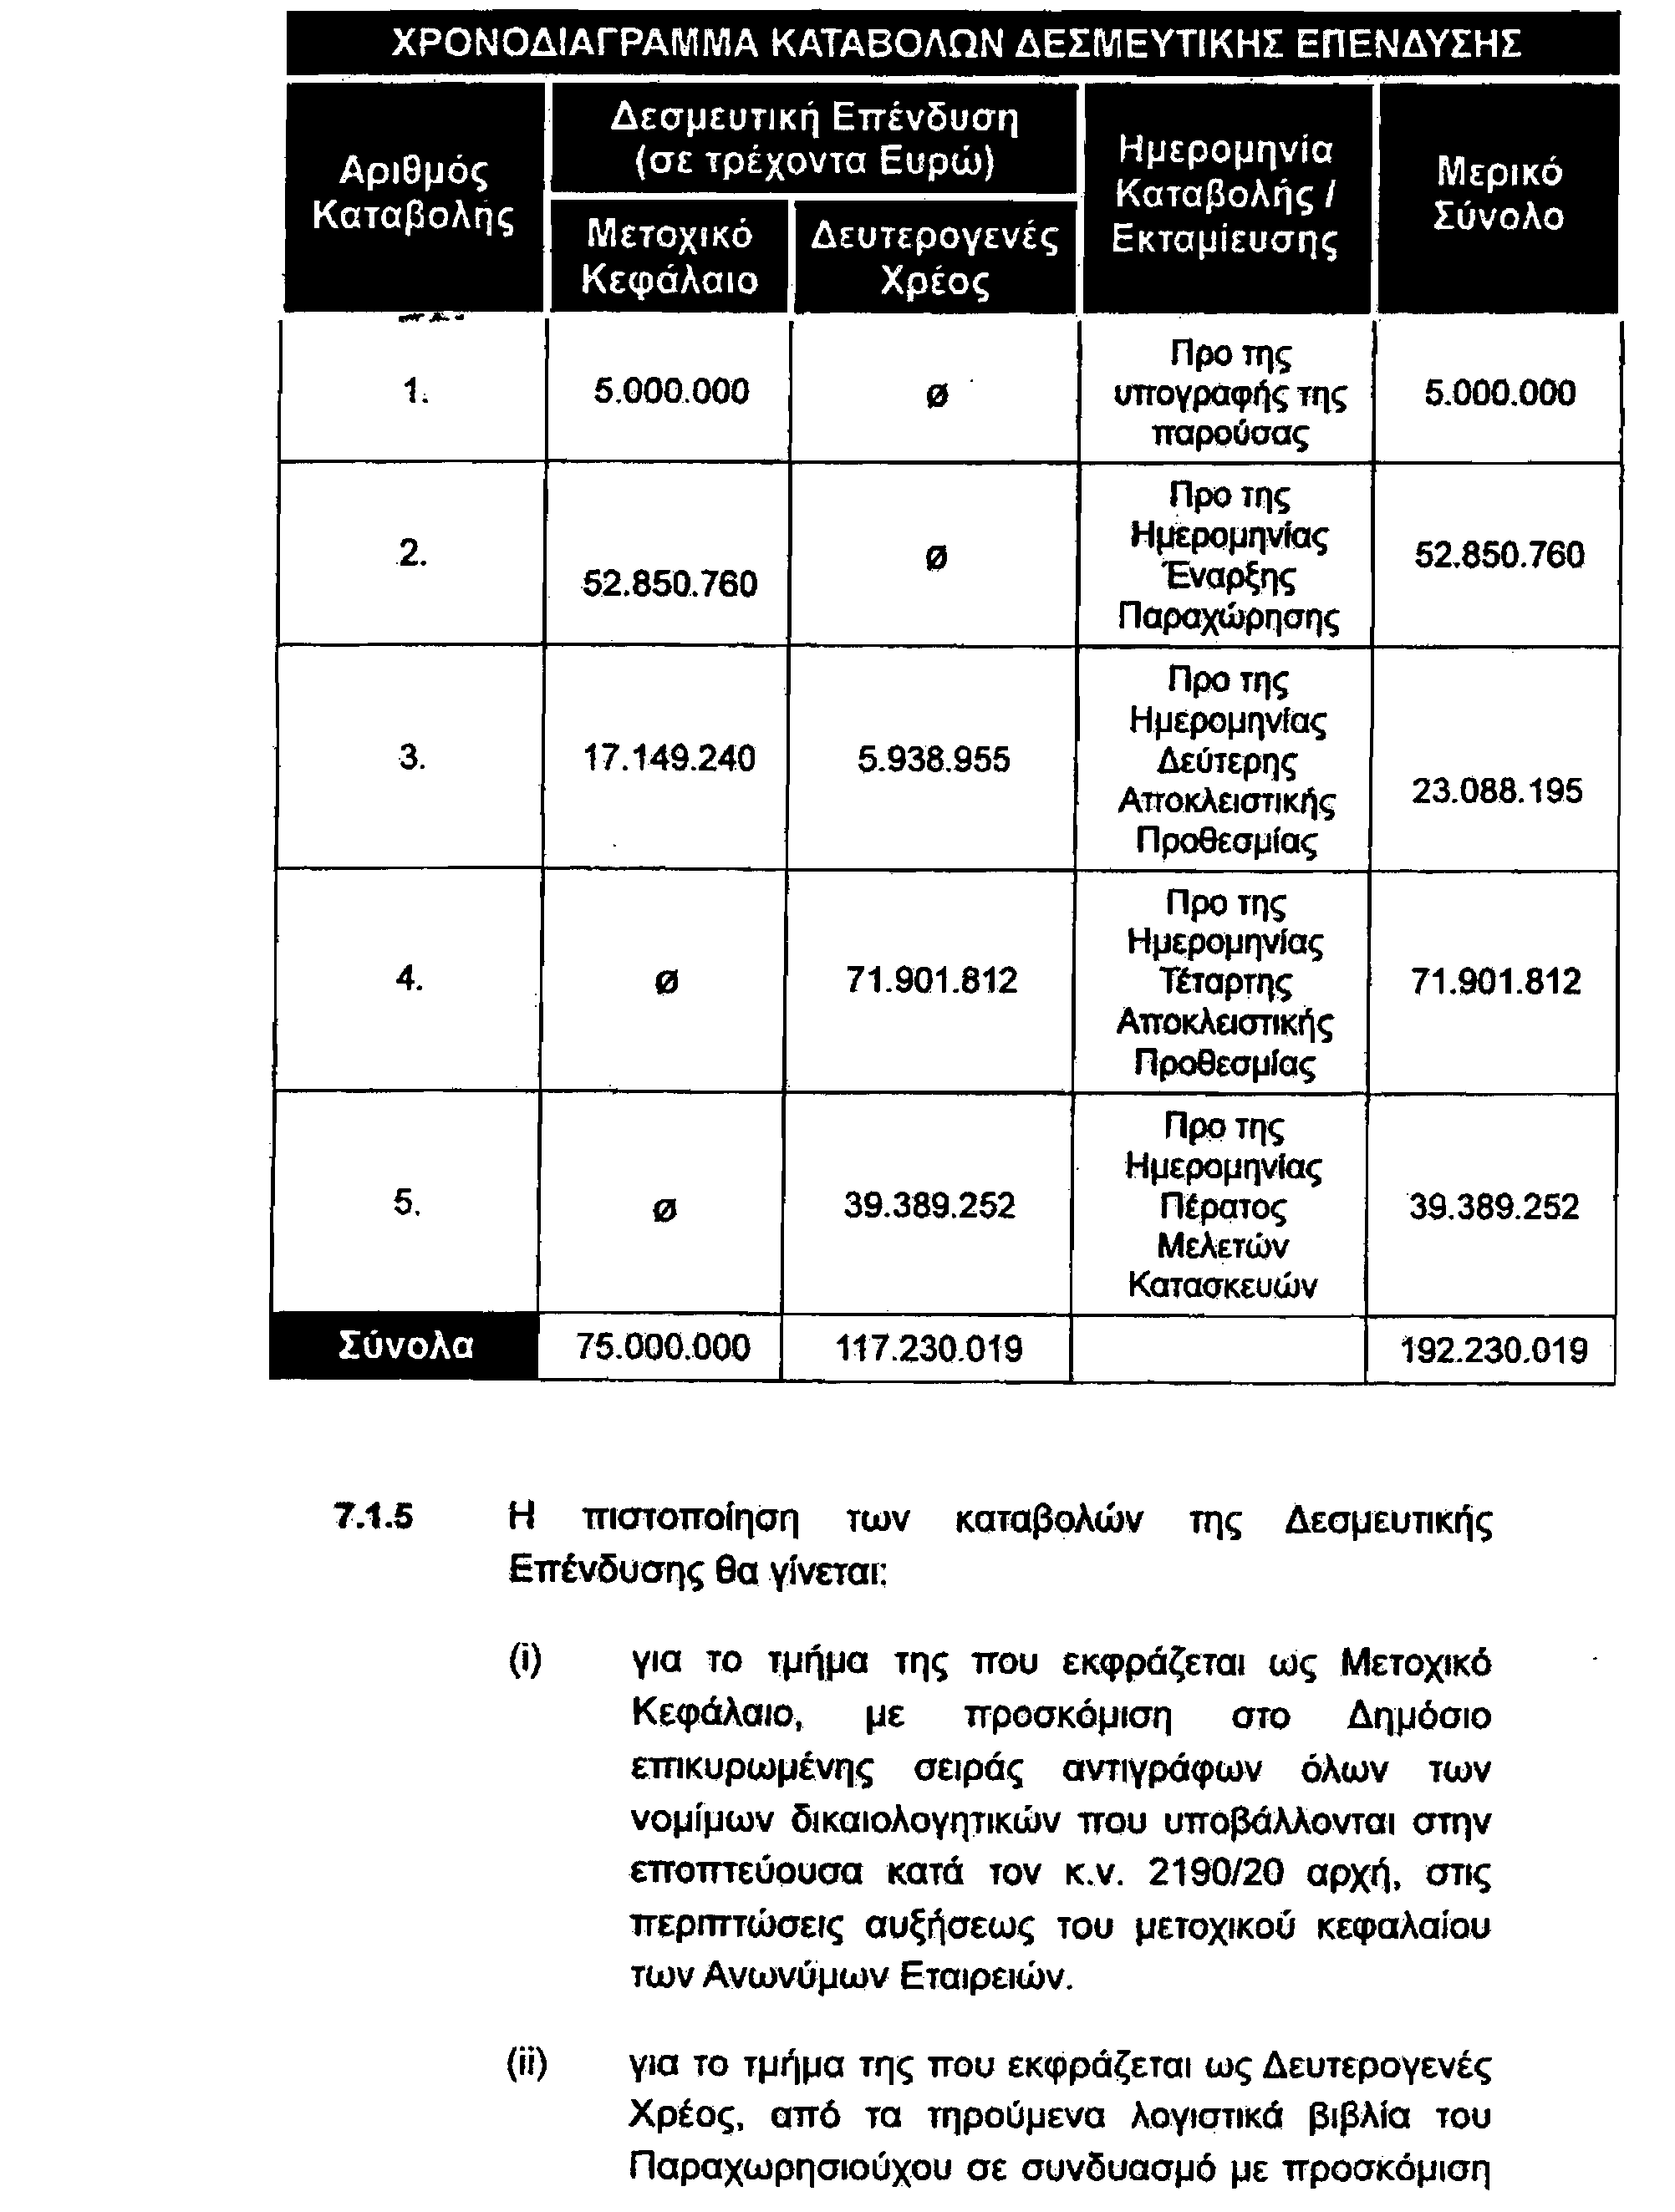 ΧΡΟΝΟΔΙΑΓΡΑΜΜΑ ΚΑΤΑΒΟΛΩΝ ΔΕΣΜΕΥΤΙΚΗΣ ΕΠΕΝΔΥΣΗΣ
Αριθμός
Καταβολής
Δεσμευτική Επένδυση
(σε τρέχοντα Ευρώ)
Μετοχικό
Κεφάλαιο
Δευτερογενές
Χρέος
Ημερομηνία
Καταβολής /
Εκταμίευσης
Μερικό
Σύνολο
1.
5.000.000
ø
Προ της
υπογραφής της
παρούσας
5.000.000
2.
52.850.760
ø
Προ της
Ημερομηνίας
Έναρξης
Παραχώρησης
52.850.760
3.
17.149.240
5.938.955
Προ της
Ημερομηνίας
Δεύτερης
Αποκλειστικής
Προθεσμίας
23.088.195
4.
ø
71.901.812
Προ της
Ημερομηνίας
Τέταρτης
Αποκλειστικής
Προθεσμίας
71.901.812
5.
ø
39.389.252
Προ της
Ημερομηνίας
Πέρατος
Μελετών
Κατασκευών
39.389.252
Σύνολα
75.000.000
117.230.019
192.230.019
7.1.5 Η πιστοποίηση των καταβολών της Δεσμευτικής
Επένδυσης θα γίνεται:
(i) για το τμήμα της που εκφράζεται ως Μετοχικό
Κεφάλαιο, με προσκόμιση στο Δημόσιο
επικυρωμένης σειράς αντιγράφων όλων των
νομίμων δικαιολογητικών που υποβάλλονται στην
εποπτεύουσα κατά τον κ.ν. 2190/20 αρχή, στις
περιπτώσεις αυξήσεως του μετοχικού κεφαλαίου
των Ανωνύμων Εταιρειών.
(ii) για το τμήμα της που εκφράζεται ως Δευτερογενές
Χρέος, από τα τηρούμενα λογιστικά βιβλία του
Παραχωρησιούχου σε συνδυασμό με προσκόμιση